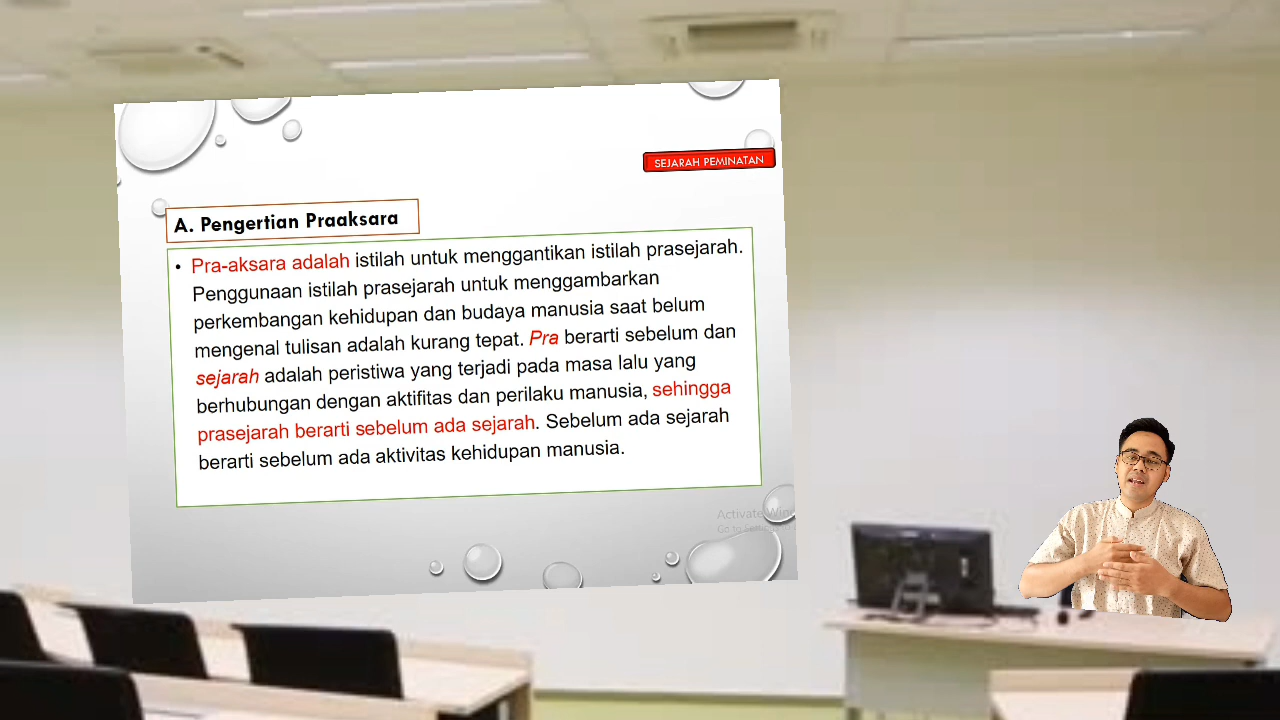 SEJARAH PEMINATAN
A. Pengertian Praaksara
• Pra-aksara adalah istilah untuk menggantikan istilah prasejarah.
Penggunaan istilah prasejarah untuk menggambarkan
perkembangan kehidupan dan budaya manusia saat belum
mengenal tulisan adalah kurang tepat. Pra berarti sebelum dan
sejarah adalah peristiwa yang terjadi pada masa lalu yang
berhubungan dengan aktifitas dan perilaku manusia, sehingga
prasejarah berarti sebelum ada sejarah. Sebelum ada sejarah
berarti sebelum ada aktivitas kehidupan manusia.
Activate
Go to